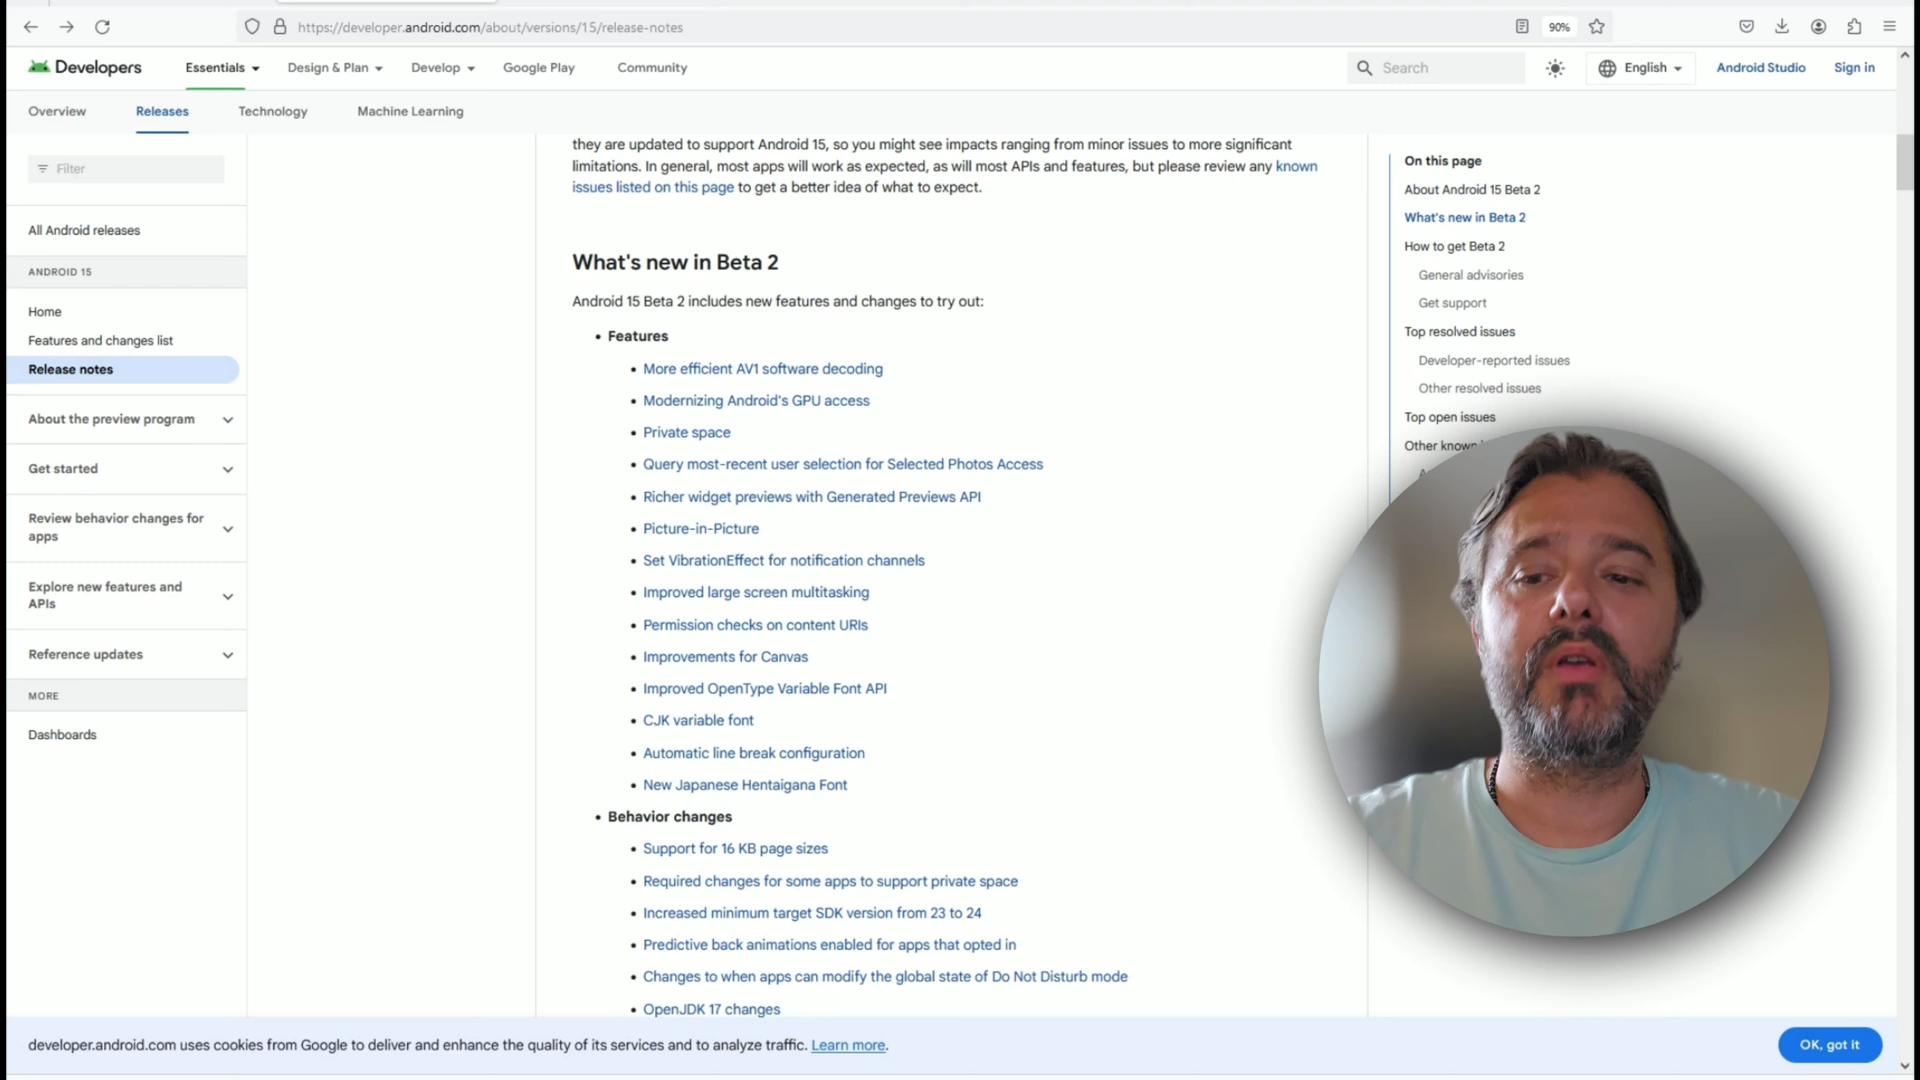 https://developer.android.com/about/versions/15/release-notes
90%
Developers
Essentials
Design & Plan
Develop
Google Play
Community
Search
English
Android Studio
Sign in
Overview
Releases
Technology
Machine Learning
Filter
All Android releases
ANDROID 15
Home
Features and changes list
Release notes
About the preview program
Get started
Review behavior changes for
apps
Explore new features and
APIs
Reference updates
MORE
Dashboards
they are updated to support Android 15, so you might see impacts ranging from minor issues to more significant
limitations. In general, most apps will work as expected, as will most APIs and features, but please review any known
issues listed on this page to get a better idea of what to expect.
What's new in Beta 2
Android 15 Beta 2 includes new features and changes to try out:
• Features
• More efficient AV1 software decoding
• Modernizing Android's GPU access
• Private space
• Query most-recent user selection for Selected Photos Access
• Richer widget previews with Generated Previews API
• Picture-in-Picture
• Set VibrationEffect for notification channels
• Improved large screen multitasking
• Permission checks on content URIs
• Improvements for Canvas
• Improved OpenType Variable Font API
• CJK variable font
• Automatic line break configuration
• New Japanese Hentaigana Font
• Behavior changes
• Support for 16 KB page sizes
• Required changes for some apps to support private space
• Increased minimum target SDK version from 23 to 24
• Predictive back animations enabled for apps that opted in
• Changes to when apps can modify the global state of Do Not Disturb mode
• OpenJDK 17 changes
On this page
About Android 15 Beta 2
What's new in Beta 2
How to get Beta 2
General advisories
Get support
Top resolved issues
Developer-reported issues
Other resolved issues
Top open issues
Other known
developer.android.com uses cookies from Google to deliver and enhance the quality of its services and to analyze traffic. Learn more.
OK, got it